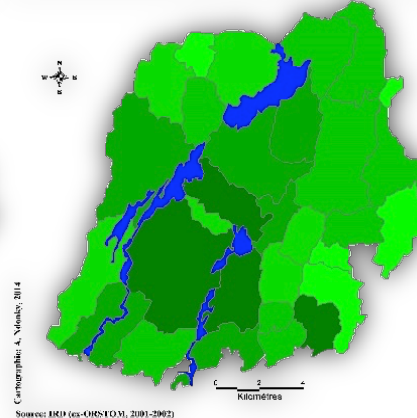 N
W E
S
Cartographie: A. Ndonky, 2014
0 2 4
Kilomètres
Source: IRD (ex-ORSTOM, 2001-2002)